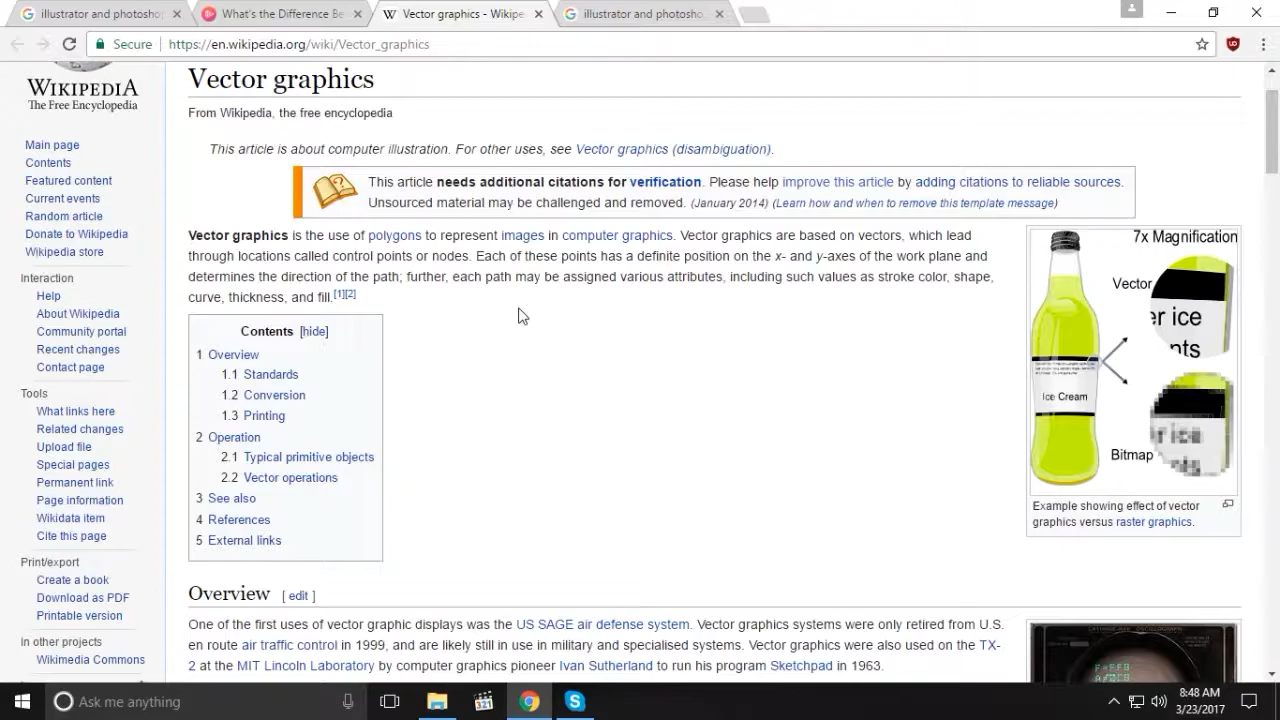 illustrator and photoshop
What's the Difference Be
Vector graphics - Wikipe
illustrator and photosho
Secure
https://en.wikipedia.org/wiki/Vector_graphics
WIKIPEDIA
The Free Encyclopedia
Main page
Contents
Featured content
Current events
Random article
Donate to Wikipedia
Wikipedia store
Interaction
Help
About Wikipedia
Community portal
Recent changes
Contact page
Tools
What links here
Related changes
Upload file
Special pages
Permanent link
Page information
Wikidata item
Cite this page
Print/export
Create a book
Download as PDF
Printable version
In other projects
Wikimedia Commons
Vector graphics
From Wikipedia, the free encyclopedia
This article is about computer illustration. For other uses, see Vector graphics (disambiguation).
This article needs additional citations for verification. Please help improve this article by adding citations to reliable sources.
Unsourced material may be challenged and removed. (January 2014) (Learn how and when to remove this template message)
Vector graphics is the use of polygons to represent images in computer graphics. Vector graphics are based on vectors, which lead
through locations called control points or nodes. Each of these points has a definite position on the x- and y-axes of the work plane and
determines the direction of the path; further, each path may be assigned various attributes, including such values as stroke color, shape,
curve, thickness, and fill.[1][2]
Contents [hide]
1 Overview
1.1 Standards
1.2 Conversion
1.3 Printing
2 Operation
2.1 Typical primitive objects
2.2 Vector operations
3 See also
4 References
5 External links
7x Magnification
Vector
er ice
nts
Ice Cream
Bitmap
r ice
nts
Example showing effect of vector
graphics versus raster graphics.
Overview [ edit ]
One of the first uses of vector graphic displays was the US SAGE air defense system. Vector graphics systems were only retired from U.S.
en route air traffic control in 1999, and are likely still in use in military and specialised systems. Vector graphics were also used on the TX-
2 at the MIT Lincoln Laboratory by computer graphics pioneer Ivan Sutherland to run his program Sketchpad in 1963.
Ask me anything
321
8:48 AM
3/23/2017